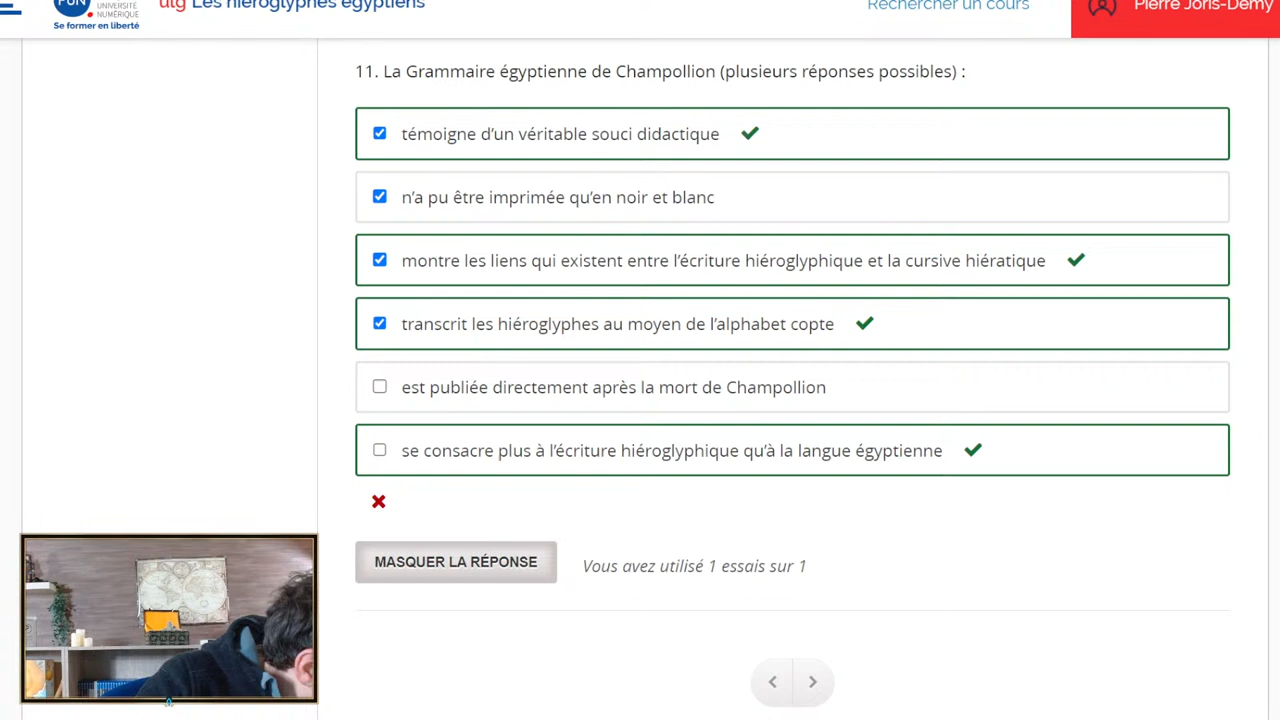 FUN
UNIVERSITÉ
NUMÉRIQUE
Se former en liberté
ulg Les hiéroglyphes égyptiens
Rechercher un cours
Pierre Joris-Demy
11. La Grammaire égyptienne de Champollion (plusieurs réponses possibles) :
témoigne d’un véritable souci didactique
n’a pu être imprimée qu’en noir et blanc
montre les liens qui existent entre l’écriture hiéroglyphique et la cursive hiératique
transcrit les hiéroglyphes au moyen de l’alphabet copte
est publiée directement après la mort de Champollion
se consacre plus à l’écriture hiéroglyphique qu’à la langue égyptienne
MASQUER LA RÉPONSE
Vous avez utilisé 1 essais sur 1